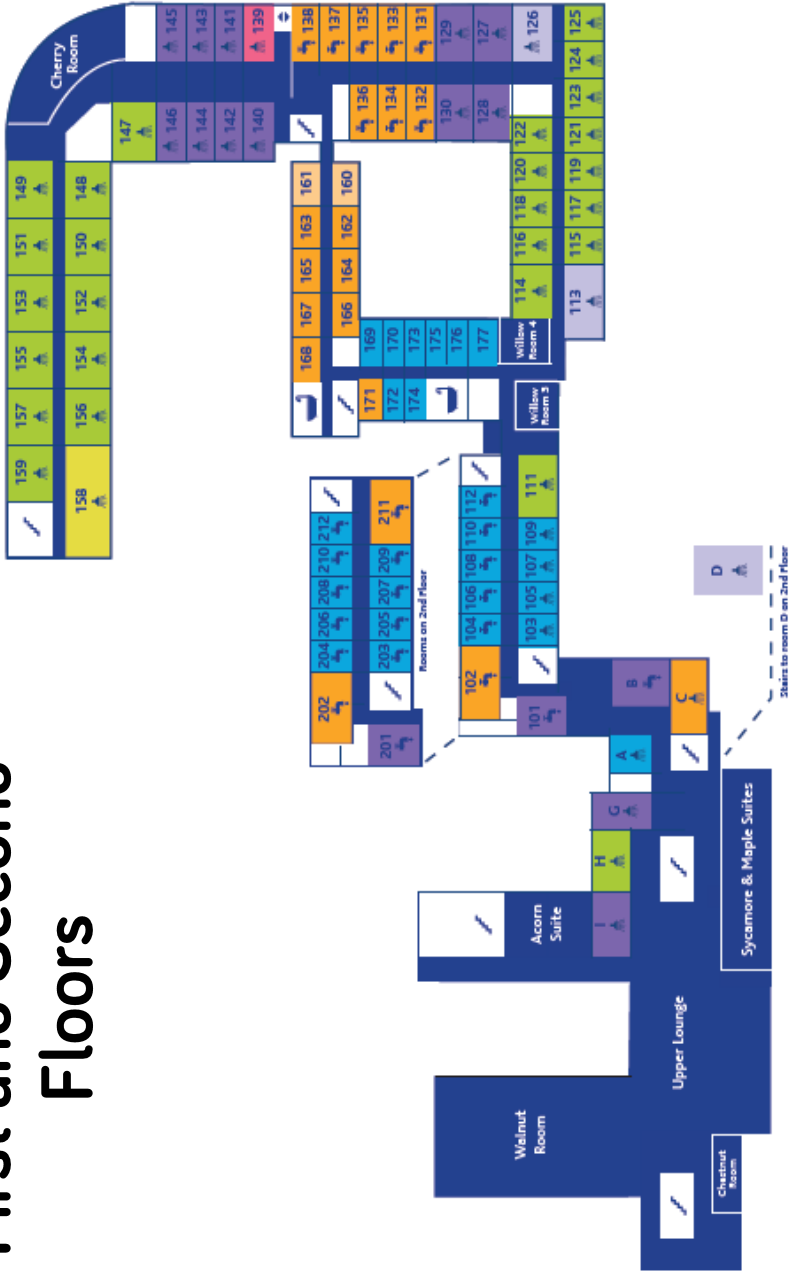 First and Second
Floors
159 157 155 153 151 149
Cherry
Room
158 156 154 152 150 148
147
145 143 141 139
146 144 142 140
138 137 135 133 131 129 127 126
136 134 132 130 128
168 167 165 163 161
166 164 162 160
171 172 174
169 170 173 175 176 177
202 204 206 208 210 212
201 203 205 207 209 211
Rooms on 2nd Floor
102 104 106 108 110 112
101 103 105 107 109 111
Willow
Room 3
Willow
Room 4
114 116 118 120 122
113 115 117 119 121 123 124 125
Walnut
Room
Acorn
Suite
I H G A B
C
Upper Lounge
Chestnut
Room
Sycamore & Maple Suites
D
Stairs to room D on 2nd Floor